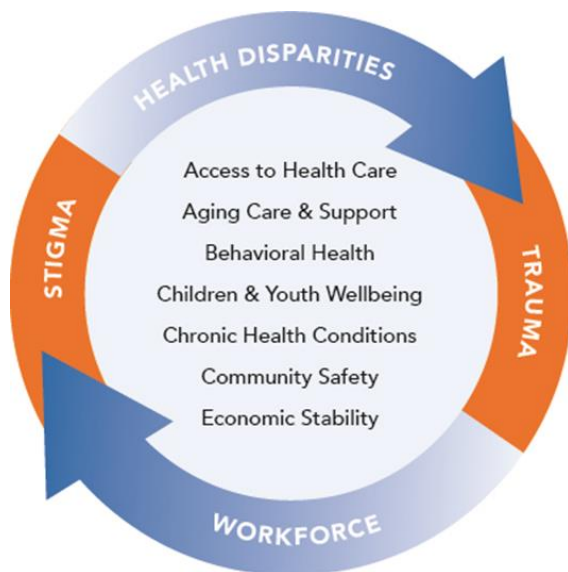 HEALTH DISPARITIES
STIGMA
Access to Health Care
Aging Care & Support
Behavioral Health
Children & Youth Wellbeing
Chronic Health Conditions
Community Safety
Economic Stability
TRAUMA
WORKFORCE